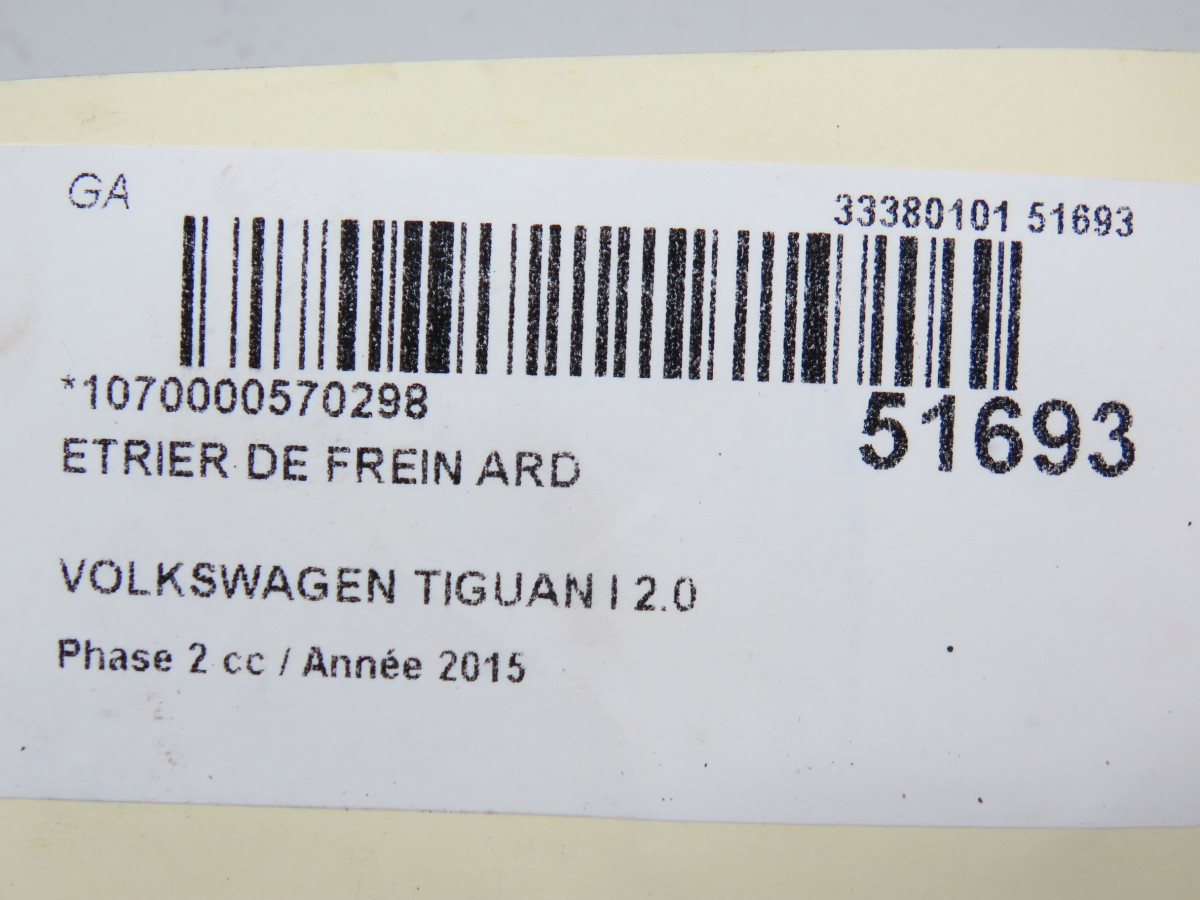 GA
33380101 51693
*1070000570298
51693
ETRIER DE FREIN ARD
VOLKSWAGEN TIGUAN I 2.0
Phase 2 cc / Année 2015